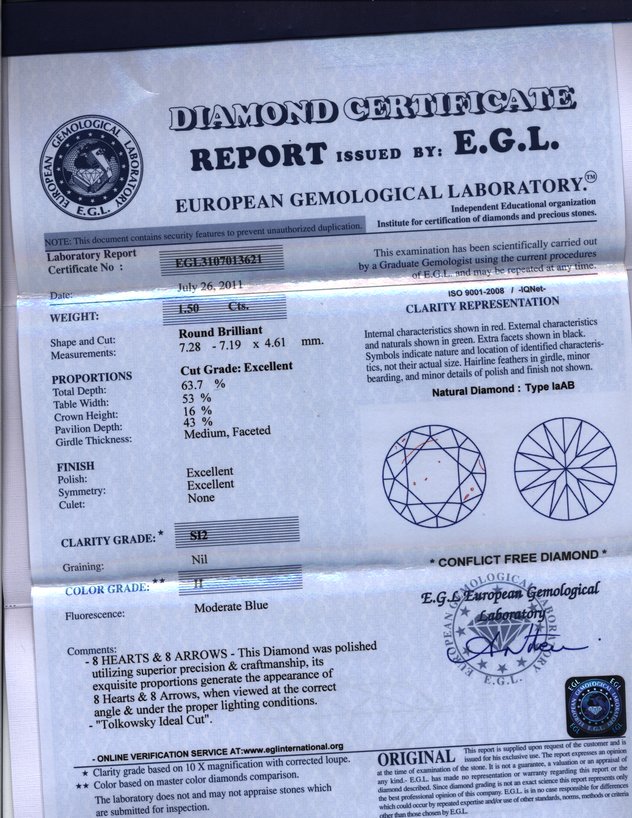 DIAMOND CERTIFICATE
REPORT ISSUED BY: E.G.L.
EUROPEAN GEMOLOGICAL LABORATORY.™
Independent Educational organization
Institute for certification of diamonds and precious stones.
EUROPEAN GEMOLOGICAL LABORATORY
E.G.L.
NOTE: This document contains security features to prevent unauthorized duplication.
Laboratory Report
Certificate No : EGL3107013621
Date: July 26, 2011
WEIGHT: 1.50 Cts.
Shape and Cut: Round Brilliant
Measurements: 7.28 - 7.19 x 4.61 mm.
PROPORTIONS Cut Grade: Excellent
Total Depth: 63.7 %
Table Width: 53 %
Crown Height: 16 %
Pavilion Depth: 43 %
Girdle Thickness: Medium, Faceted
FINISH
Polish: Excellent
Symmetry: Excellent
Culet: None
CLARITY GRADE: * SI2
Graining: Nil
COLOR GRADE: ** H
Fluorescence: Moderate Blue
Comments:
- 8 HEARTS & 8 ARROWS - This Diamond was polished
utilizing superior precision & craftmanship, its
exquisite proportions generate the appearance of
8 Hearts & 8 Arrows, when viewed at the correct
angle & under the proper lighting conditions.
- "Tolkowsky Ideal Cut".
- ONLINE VERIFICATION SERVICE AT:www.eglinternational.org
★ Clarity grade based on 10 X magnification with corrected loupe.
★★ Color based on master color diamonds comparison.
The laboratory does not and may not appraise stones which
are submitted for inspection.
This examination has been scientifically carried out
by a Graduate Gemologist using the current procedures
of E.G.L. and may be repeated at any time.
ISO 9001-2008 / -IQNet-
CLARITY REPRESENTATION
Internal characteristics shown in red. External characteristics
and naturals shown in green. Extra facets shown in black.
Symbols indicate nature and location of identified characteris-
tics, not their actual size. Hairline feathers in girdle, minor
bearding, and minor details of polish and finish not shown.
Natural Diamond : Type IaAB
* CONFLICT FREE DIAMOND *
E.G.L European Gemological
Laboratory
EUROPEAN GEMOLOGICAL LABORATORY
E.G.L.
EGL
EGL
ORIGINAL This report is supplied upon request of the customer and is
issued for his exclusive use. The report expresses an opinion
at the time of examination of the stone. It is not a guarantee, a valuation or an appraisal of
any kind.- E.G.L. has made no representation or warranty regarding this report or the
diamond described. Since diamond grading is not an exact science this report represents only
the best professional opinion of this company. E.G.L. is in no case responsible for differences
which could occur by repeated expertise and/or use of other standards, norms, methods or criteria
other than those chosen by E.G.L.